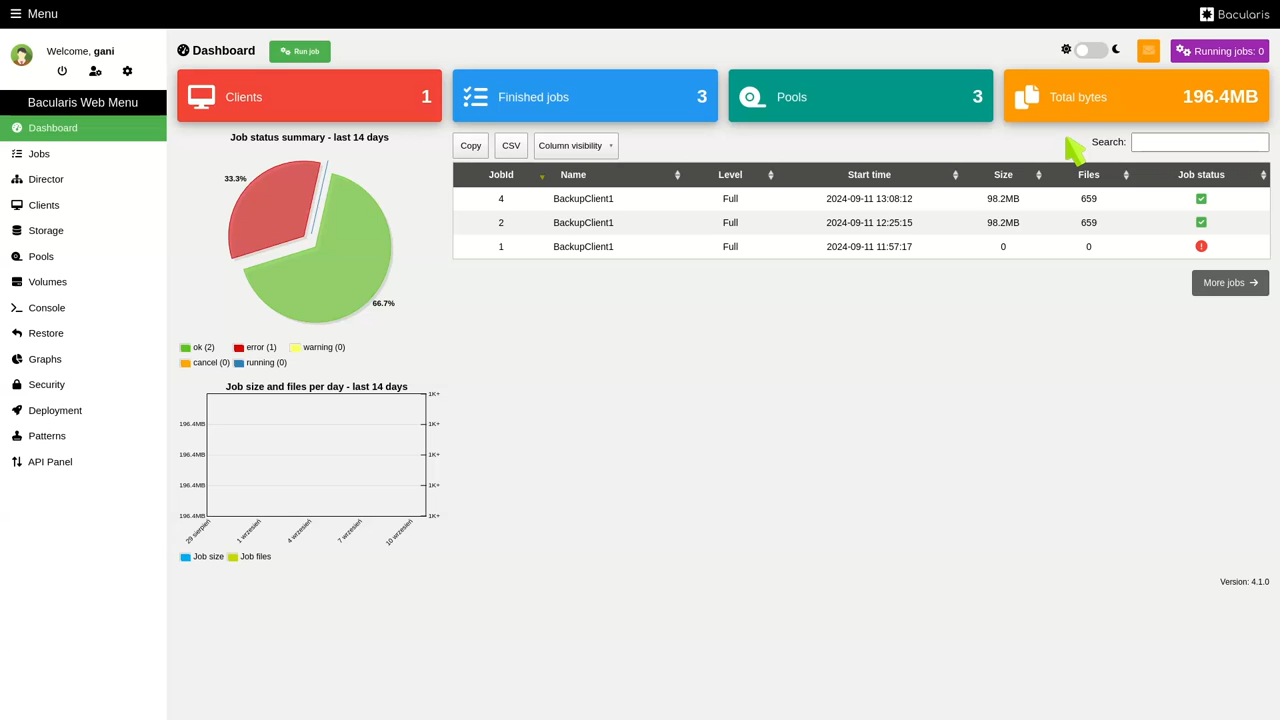 Menu
Bacularis
Welcome, gani
Bacularis Web Menu
Dashboard
Jobs
Director
Clients
Storage
Pools
Volumes
Console
Restore
Graphs
Security
Deployment
Patterns
API Panel
Dashboard
Run job
Running jobs: 0
Clients 1
Finished jobs 3
Pools 3
Total bytes 196.4MB
Job status summary - last 14 days
33.3%
66.7%
ok (2) error (1) warning (0)
cancel (0) running (0)
Job size and files per day - last 14 days
1K+
196.4MB 1K+
196.4MB 1K+
196.4MB 1K+
196.4MB 1K+
29 sierpień 1 wrzesień 4 wrzesień 7 wrzesień 10 wrzesień
Job size Job files
Copy CSV Column visibility Search:
JobId Name Level Start time Size Files Job status
4 BackupClient1 Full 2024-09-11 13:08:12 98.2MB 659
2 BackupClient1 Full 2024-09-11 12:25:15 98.2MB 659
1 BackupClient1 Full 2024-09-11 11:57:17 0 0
More jobs
Version: 4.1.0